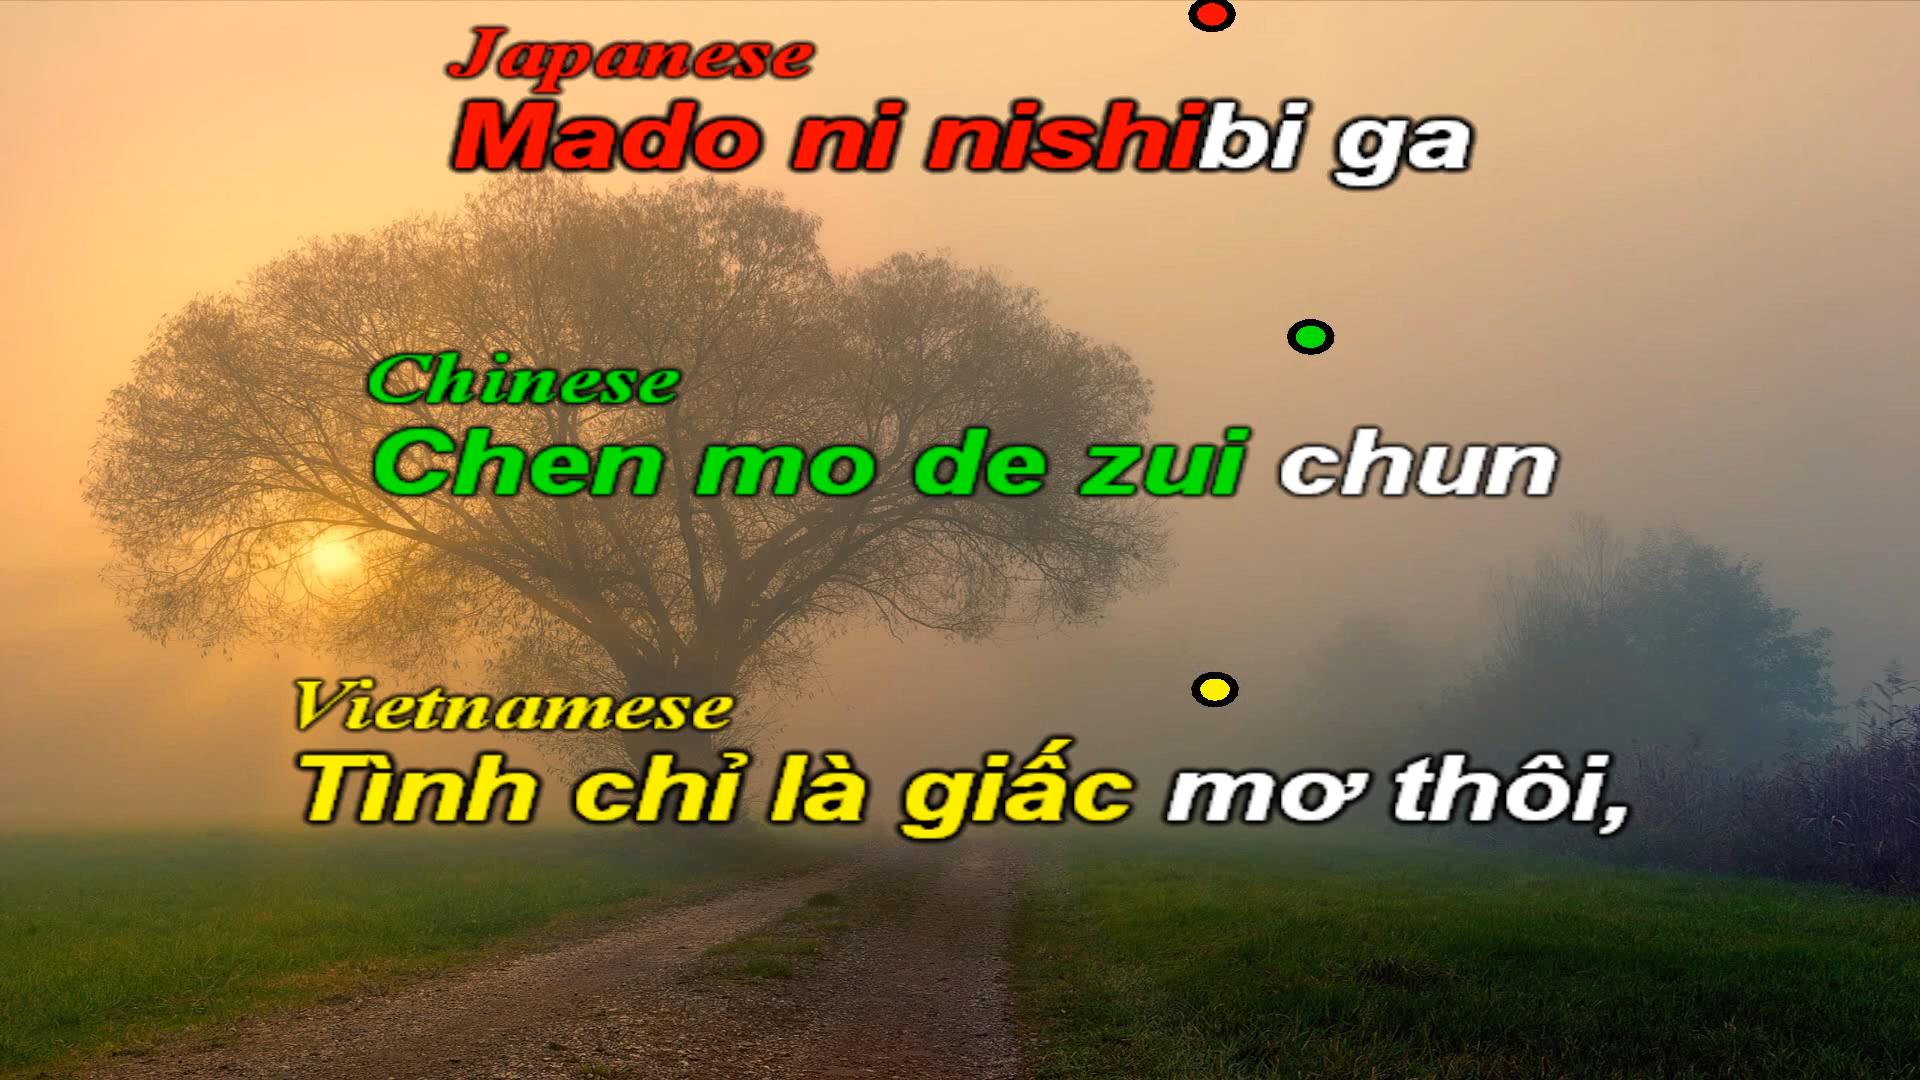 Japanese
Mado ni nishibi ga
Chinese
Chen mo de zui chun
Vietnamese
Tình chỉ là giấc mơ thôi,